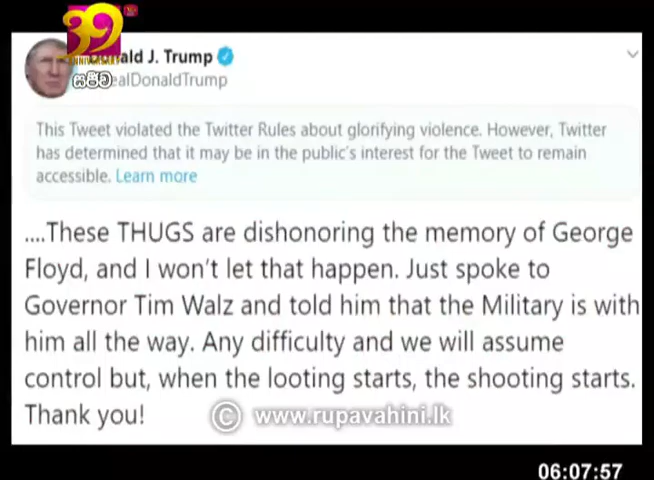 39
ANNIVERSARY
සජීව
ald J. Trump
ealDonaldTrump
This Tweet violated the Twitter Rules about glorifying violence. However, Twitter
has determined that it may be in the public's interest for the Tweet to remain
accessible. Learn more
....These THUGS are dishonoring the memory of George
Floyd, and I won't let that happen. Just spoke to
Governor Tim Walz and told him that the Military is with
him all the way. Any difficulty and we will assume
control but, when the looting starts, the shooting starts.
Thank you!
© www.rupavahini.lk
06:07:57